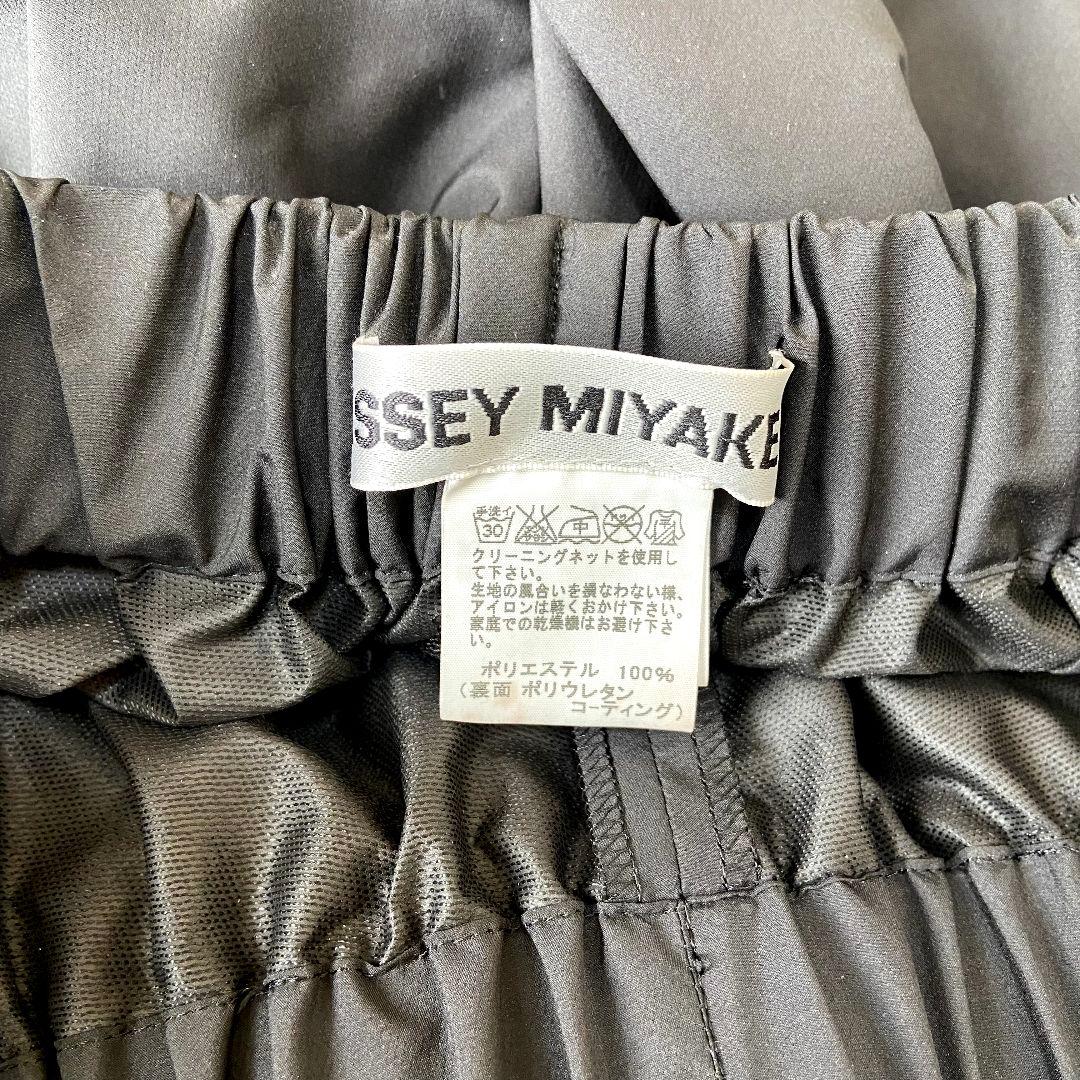 SSEY MIYAKE
手洗イ
30
中
クリーニングネットを使用し
て下さい。
生地の風合いを損なわない様、
アイロンは軽くおかけ下さい。
家庭での乾燥機はお避け下さ
い。
ポリエステル 100%
(裏面 ポリウレタン
コーティング)